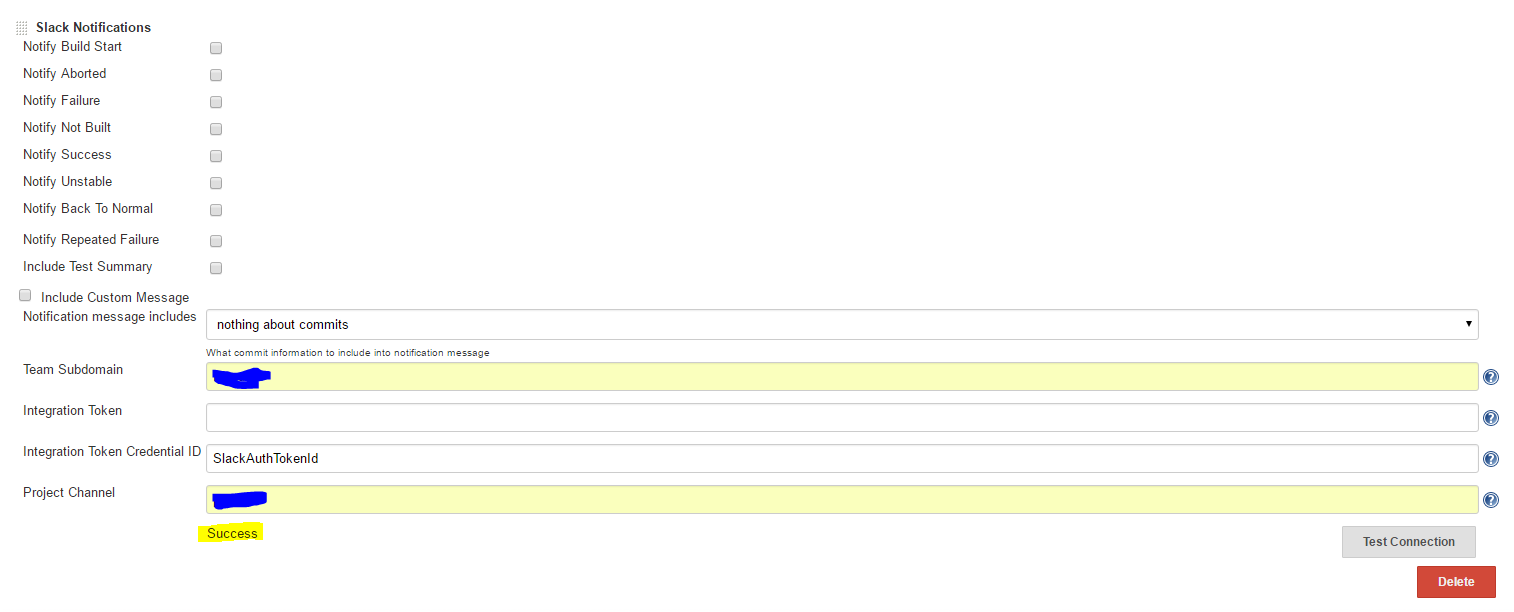 Slack Notifications
Notify Build Start
Notify Aborted
Notify Failure
Notify Not Built
Notify Success
Notify Unstable
Notify Back To Normal
Notify Repeated Failure
Include Test Summary
Include Custom Message
Notification message includes nothing about commits
What commit information to include into notification message
Team Subdomain
Integration Token
Integration Token Credential ID SlackAuthTokenId
Project Channel
Success
Test Connection
Delete